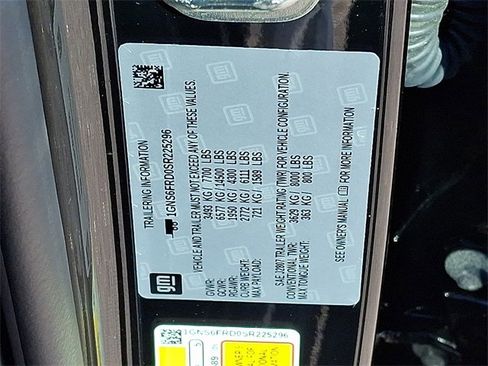 TRAILERING INFORMATION
1GNS6FRD0SR225296
VEHICLE AND TRAILER MUST NOT EXCEED ANY OF THESE VALUES.
GVWR: 3493 KG / 7700 LBS
GCWR: 6577 KG / 14500 LBS
RGAWR: 1950 KG / 4300 LBS
CURB WEIGHT: 2772 KG / 6111 LBS
MAX PAYLOAD: 721 KG / 1589 LBS
SAE J2807 TRAILER WEIGHT RATING (TWR) FOR VEHICLE CONFIGURATION.
CONVENTIONAL TWR: 3629 KG / 8000 LBS
MAX TONGUE WEIGHT: 363 KG / 800 LBS
SEE OWNER'S MANUAL FOR MORE INFORMATION
gm
1GNS6FRD0SR225296